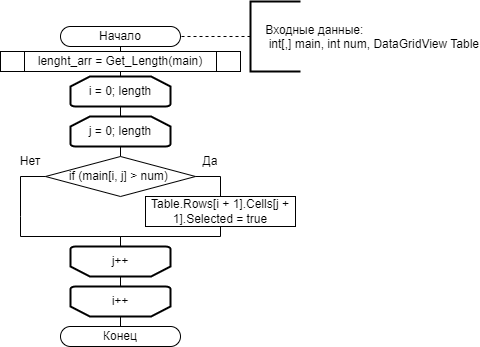 Начало
Входные данные:
int[,] main, int num, DataGridView Table
lenght_arr = Get_Length(main)
i = 0; length
j = 0; length
Нет
Да
if (main[i, j] > num)
Table.Rows[i + 1].Cells[j +
1].Selected = true
j++
i++
Конец